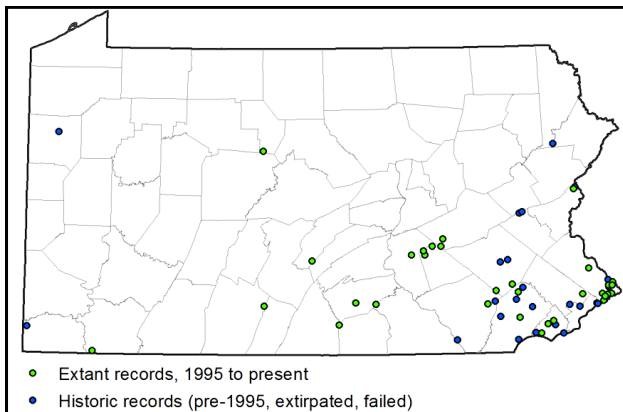 Extant records, 1995 to present
Historic records (pre-1995, extirpated, failed)